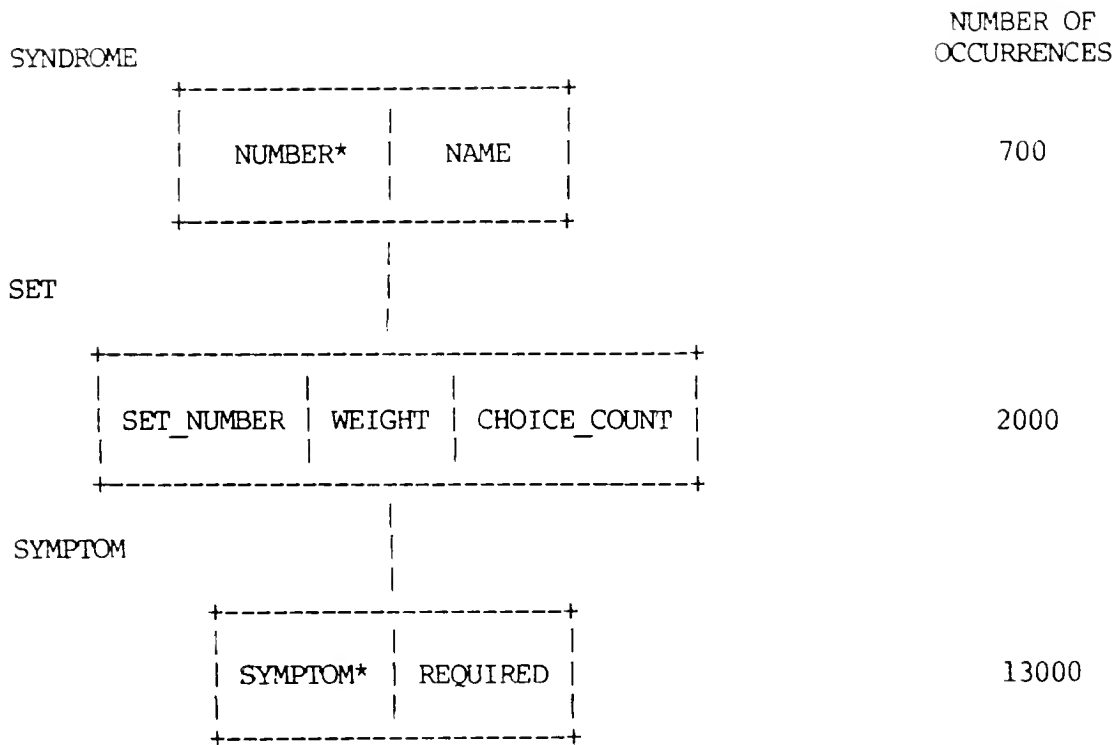 NUMBER OF
SYNDROME OCCURRENCES
NUMBER* | NAME 700
SET
SET_NUMBER | WEIGHT | CHOICE_COUNT 2000
SYMPTOM
SYMPTOM* | REQUIRED 13000